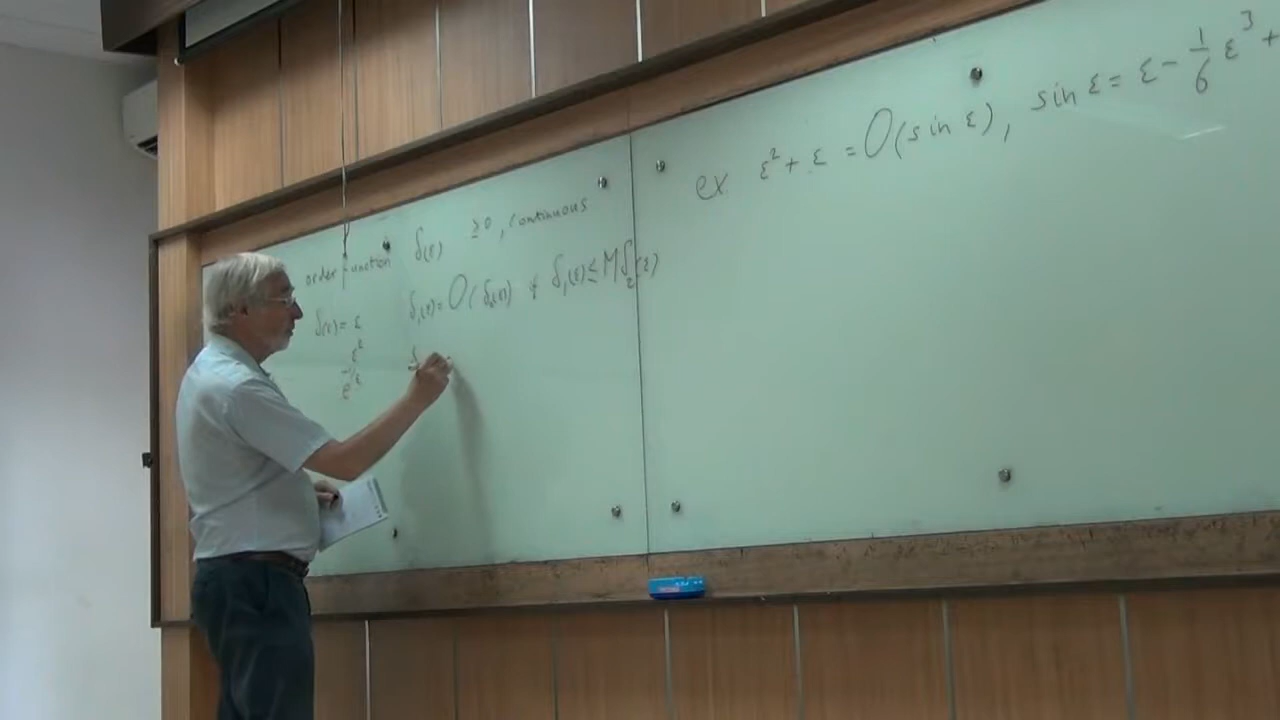 order function δ(ε) ≥0, continuous
δ(ε) = ε
ε²
e^{-1/ε}
δ₁(ε) = O(δ₂(ε)) if δ₁(ε) ≤ M δ₂(ε)
δ
ex ε² + ε = O(sin ε), sin ε = ε - 1/6 ε³ +